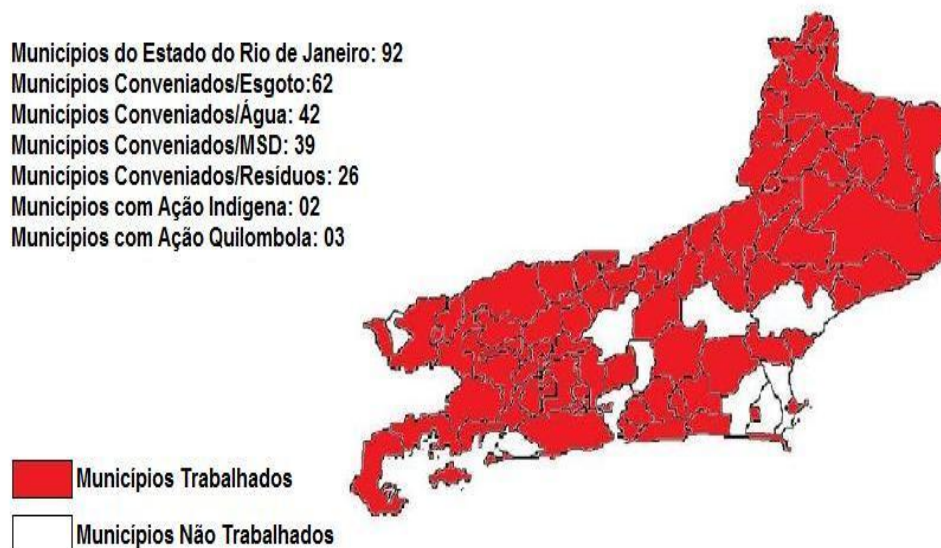 Municípios do Estado do Rio de Janeiro: 92
Municípios Conveniados/Esgoto:62
Municípios Conveniados/Água: 42
Municípios Conveniados/MSD: 39
Municípios Conveniados/Resíduos: 26
Municípios com Ação Indígena: 02
Municípios com Ação Quilombola: 03
Municípios Trabalhados
Municípios Não Trabalhados